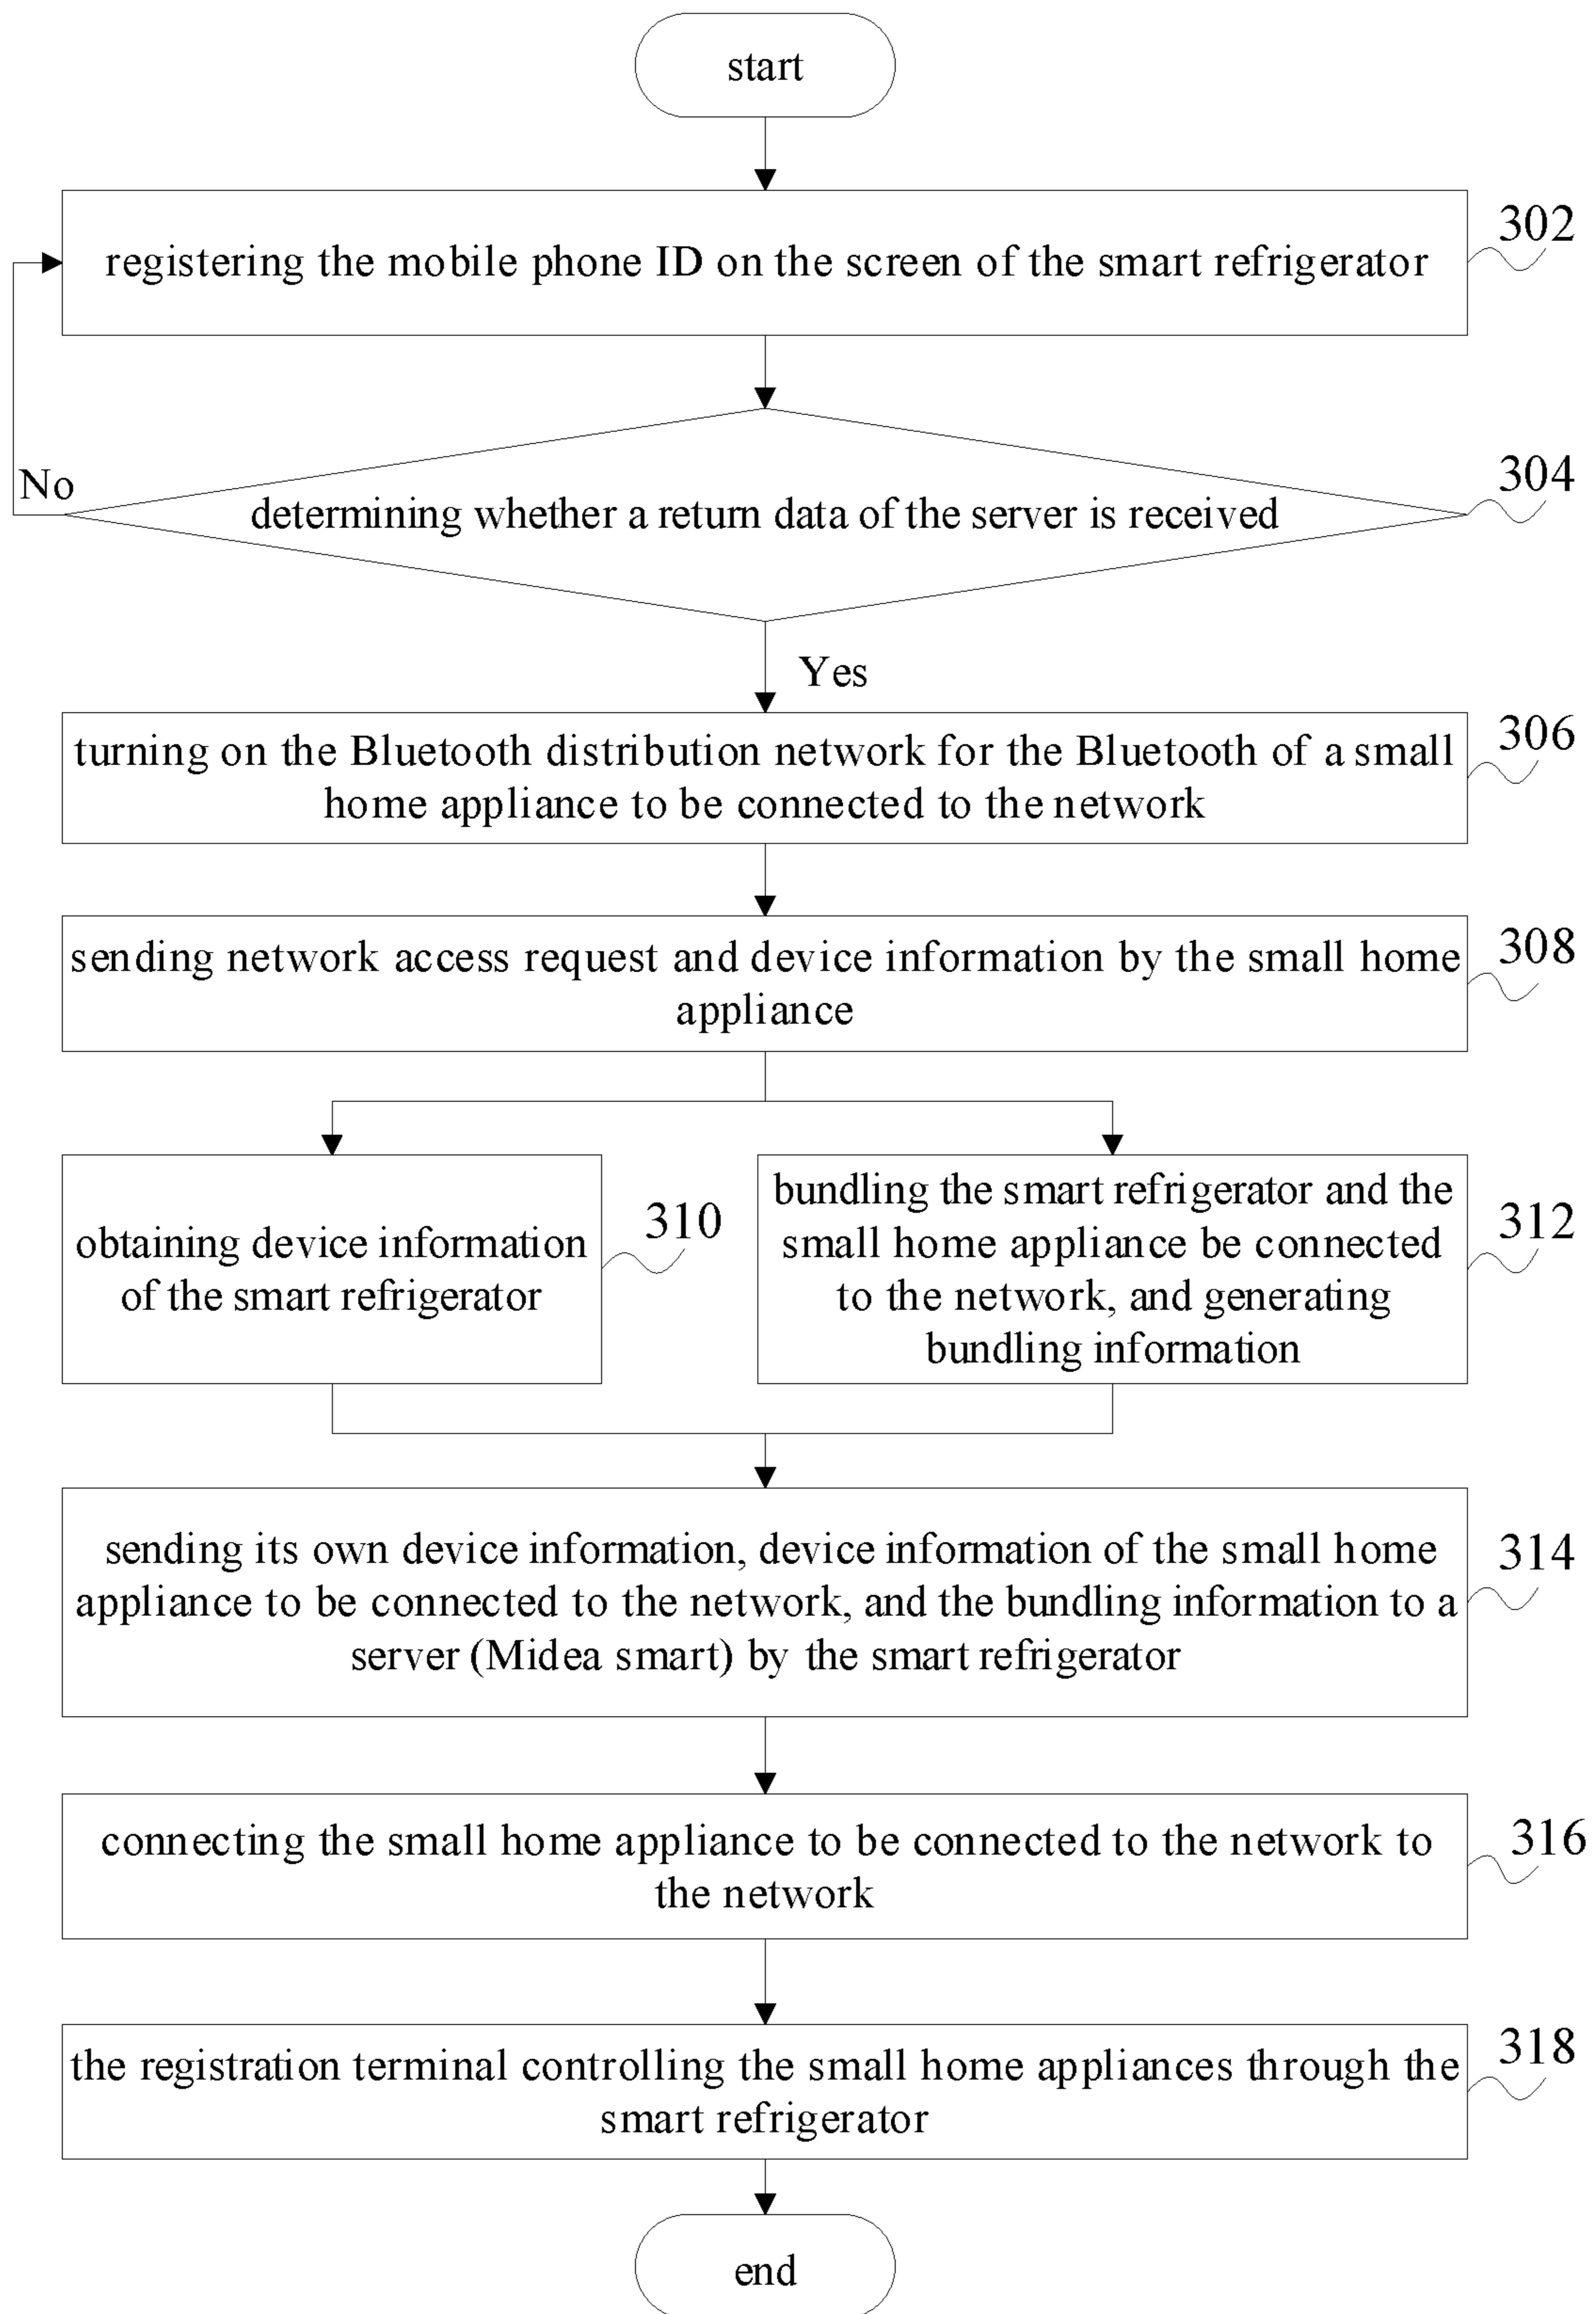 start
302
registering the mobile phone ID on the screen of the smart refrigerator
304
No
determining whether a return data of the server is received
Yes
306
turning on the Bluetooth distribution network for the Bluetooth of a small
home appliance to be connected to the network
308
sending network access request and device information by the small home
appliance
310
obtaining device information
of the smart refrigerator
312
bundling the smart refrigerator and the
small home appliance be connected
to the network, and generating
bundling information
314
sending its own device information, device information of the small home
appliance to be connected to the network, and the bundling information to a
server (Midea smart) by the smart refrigerator
316
connecting the small home appliance to be connected to the network to
the network
318
the registration terminal controlling the small home appliances through the
smart refrigerator
end